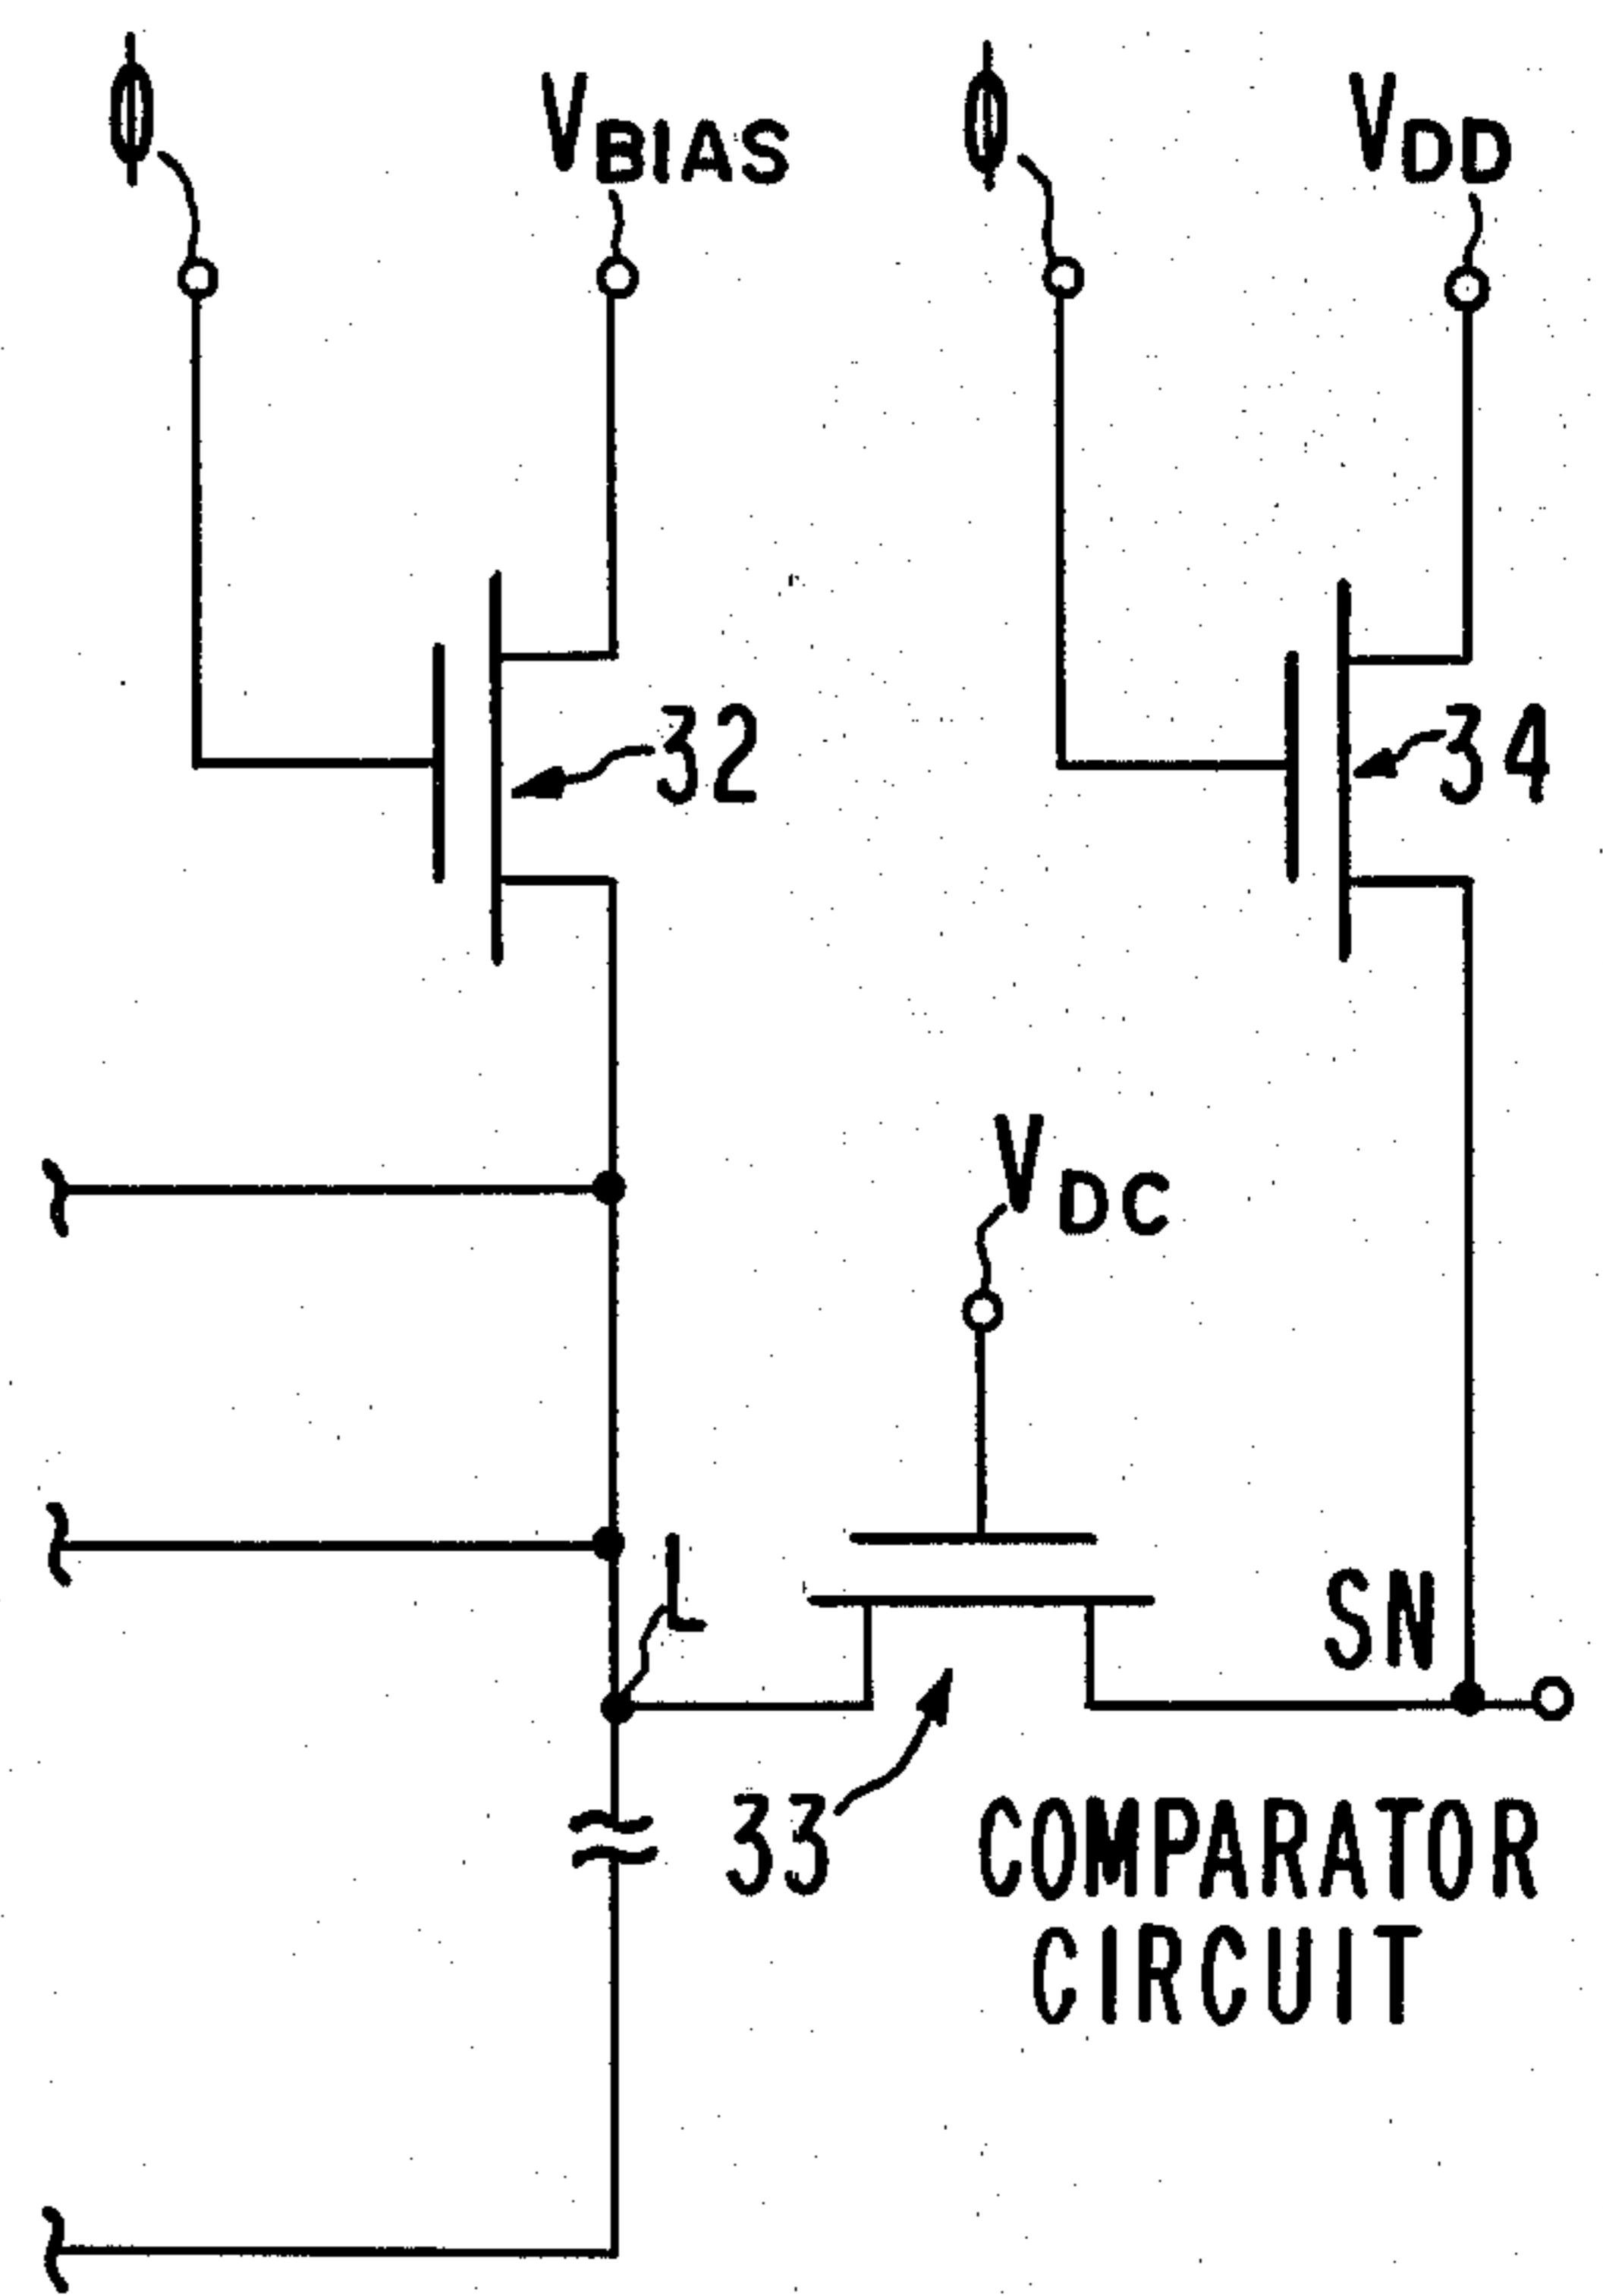 ϕ
VBIAS
ϕ
VDD
32
34
VDC
L
SN
33
COMPARATOR
CIRCUIT